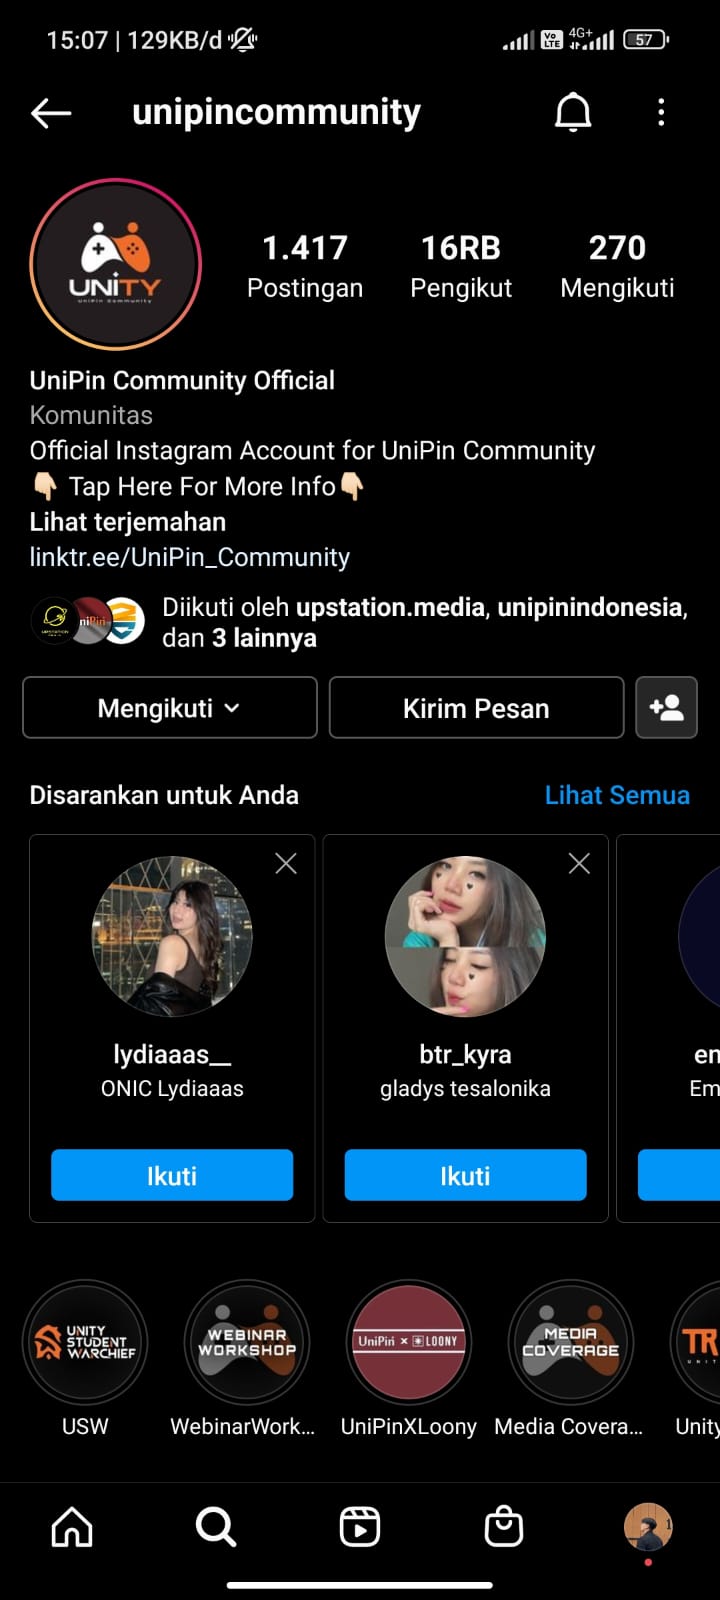 15:07 | 129KB/d
Vo LTE 4G+ 57
unipincommunity
UNiTY
UniPin Community
1.417 16RB 270
Postingan Pengikut Mengikuti
UniPin Community Official
Komunitas
Official Instagram Account for UniPin Community
👇🏻 Tap Here For More Info👇🏻
Lihat terjemahan
linktr.ee/UniPin_Community
Diikuti oleh upstation.media, unipinindonesia,
dan 3 lainnya
Mengikuti Kirim Pesan
Disarankan untuk Anda Lihat Semua
lydiaaas__ btr_kyra en
ONIC Lydiaaas gladys tesalonika Em
Ikuti Ikuti
UNITY STUDENT WARCHIEF
WEBINAR WORKSHOP
UniPin × LOONY
MEDIA COVERAGE
TR
USW WebinarWork... UniPinXLoony Media Covera... Unity